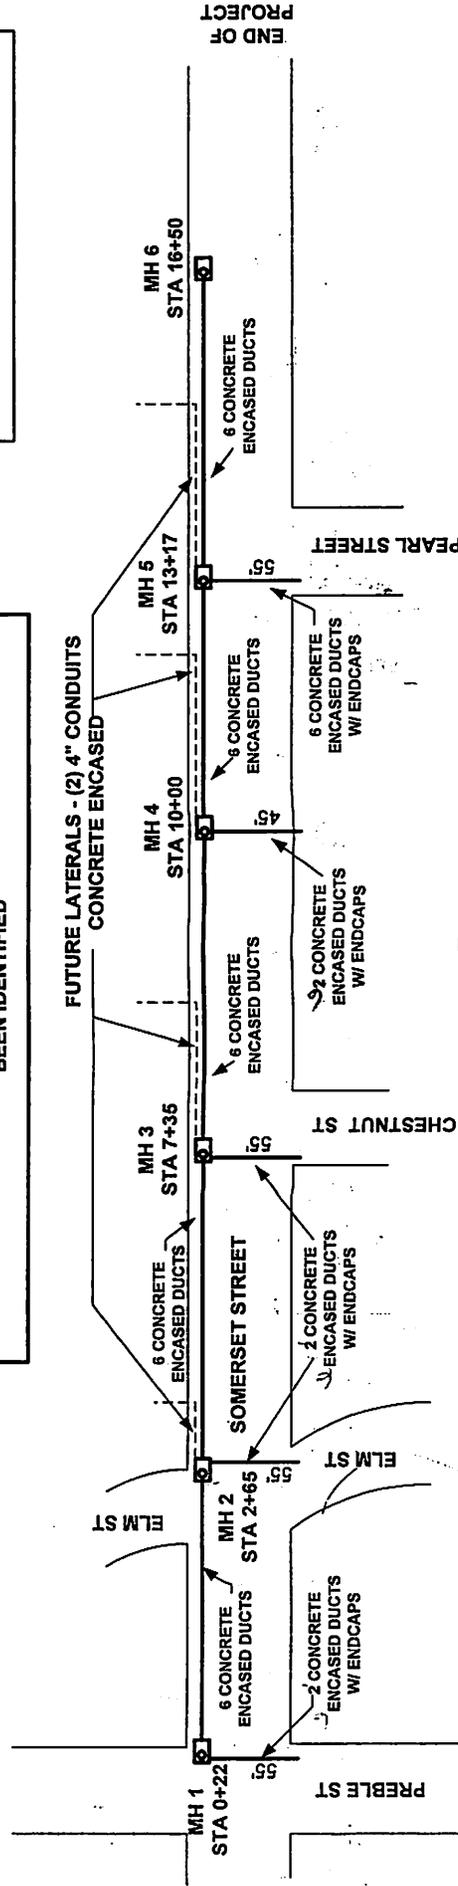 BEEN IDENTIFIED
FUTURE LATERALS - (2) 4" CONDUITS
CONCRETE ENCASED
MH 1
STA 0+22
MH 2
STA 2+65
MH 3
STA 7+35
MH 4
STA 10+00
MH 5
STA 13+17
MH 6
STA 16+50
END OF
PROJECT
6 CONCRETE
ENCASED DUCTS
6 CONCRETE
ENCASED DUCTS
6 CONCRETE
ENCASED DUCTS
6 CONCRETE
ENCASED DUCTS
6 CONCRETE
ENCASED DUCTS
SOMERSET STREET
ELM ST
ELM ST
PREBLE ST
CHESTNUT ST
PEARL STREET
55'
55'
55'
45'
55'
2 CONCRETE
ENCASED DUCTS
W/ ENDCAPS
2 CONCRETE
ENCASED DUCTS
W/ ENDCAPS
2 CONCRETE
ENCASED DUCTS
W/ ENDCAPS
6 CONCRETE
ENCASED DUCTS
W/ ENDCAPS